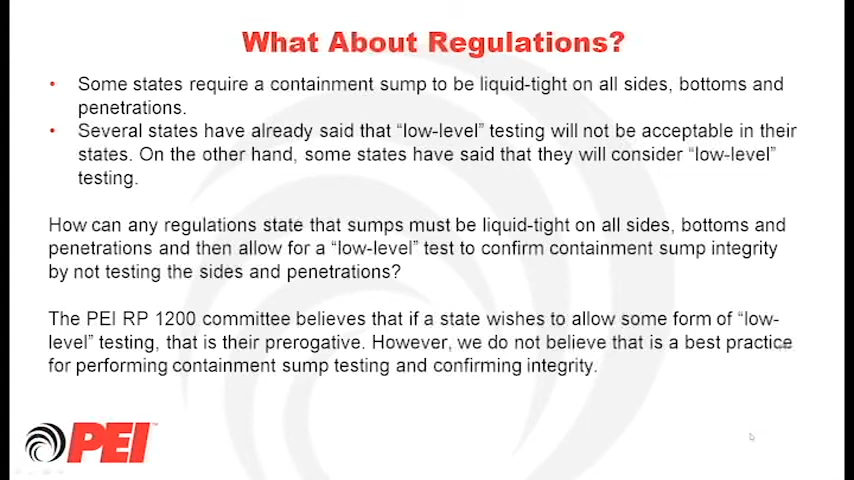 What About Regulations?
• Some states require a containment sump to be liquid-tight on all sides, bottoms and
penetrations.
• Several states have already said that “low-level” testing will not be acceptable in their
states. On the other hand, some states have said that they will consider “low-level”
testing.
How can any regulations state that sumps must be liquid-tight on all sides, bottoms and
penetrations and then allow for a “low-level” test to confirm containment sump integrity
by not testing the sides and penetrations?
The PEI RP 1200 committee believes that if a state wishes to allow some form of “low-
level” testing, that is their prerogative. However, we do not believe that is a best practice
for performing containment sump testing and confirming integrity.
PEI